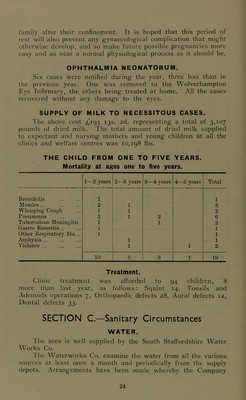 family after their confinement. It is hoped that this period of
rest will also prevent any gynaecological complication that might
otherwise develop, and so make future possible pregnancies more
easy and as near a normal physiological process as it should be.
OPHTHALMIA NEONATORUM.
Six cases were notified during the year, three less than in
the previous year. One was removed to the Wolverhampton
Eye Infirmary, the others being treated at home. All the cases
recovered without any damage to the eyes.
SUPPLY OF MILK TO NECESSITOUS CASES.
The above cost £193 13s. 2d. representing a total of 3,107
pounds of dried milk. The total amount of dried milk supplied
to expectant and nursing mothers and young children at all the
clinics and welfare centres was 10,198 lbs.
THE CHILD FROM ONE TO FIVE YEARS.
Mortality at ages one to five years.
1—2 years 2—3 years 3—4 years 4—5 years Total
Bronchitis 1 1
Measles 2 1 3
Whooping Cough 1 1 2
Pneumonia 3 1 2 6
Tuberculous Meningitis 1 1 2
Gastro Enteritis 1 1
Other Respiratory Dis. 1 1
Asphyxia 1 1
Violence 1 1 2
10 5 3 1 19
Treatment.
Clinic treatment was afforded to 94 children, 8
more than last year, as follows: Squint 14, Tonsils and
Adenoids operations 7, Orthopaedic defects 28, Aural defects 12,
Dental defects 33.
SECTION C.—Sanitary Circumstances
WATER.
The area is well supplied by the South Staffordshire Water
Works Co.
The Waterworks Co. examine the water from all the various
sources at least once a month and periodically from the supply
depots. Arrangements have been made whereby the Company
24